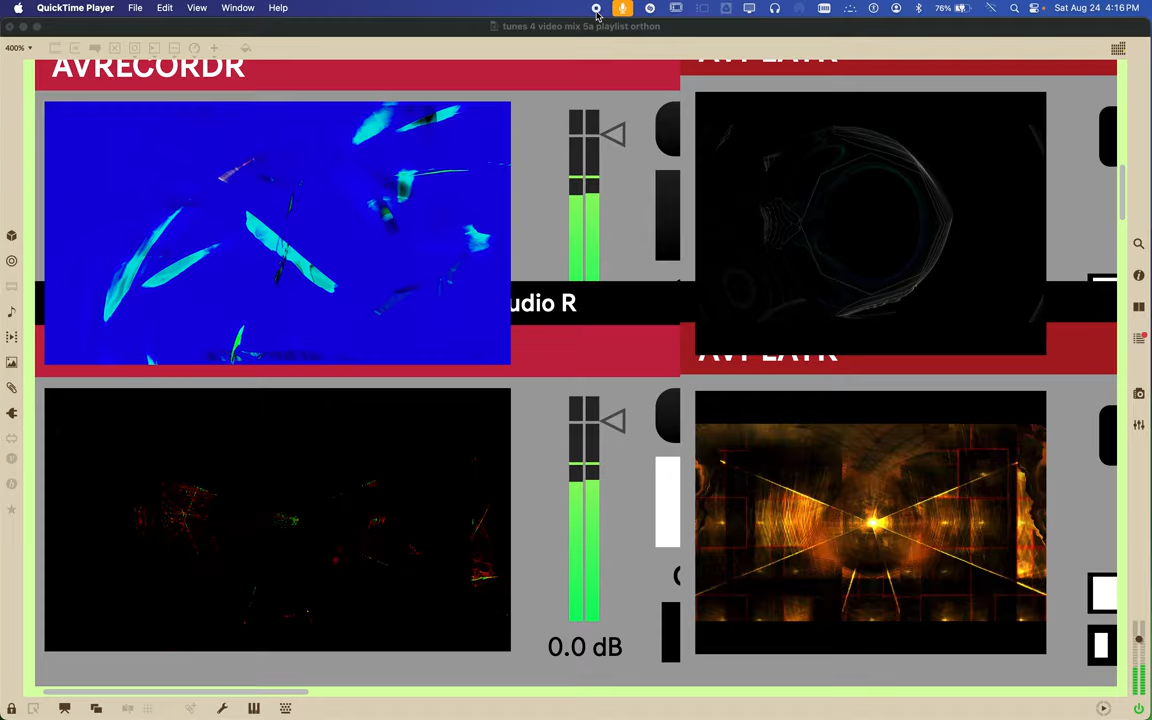 QuickTime Player File Edit View Window Help 76% Sat Aug 24 4:16 PM
tunes 4 video mix 5a playlist orthon
400%
AVRECORDR
udio R
AVPLAYR
0.0 dB